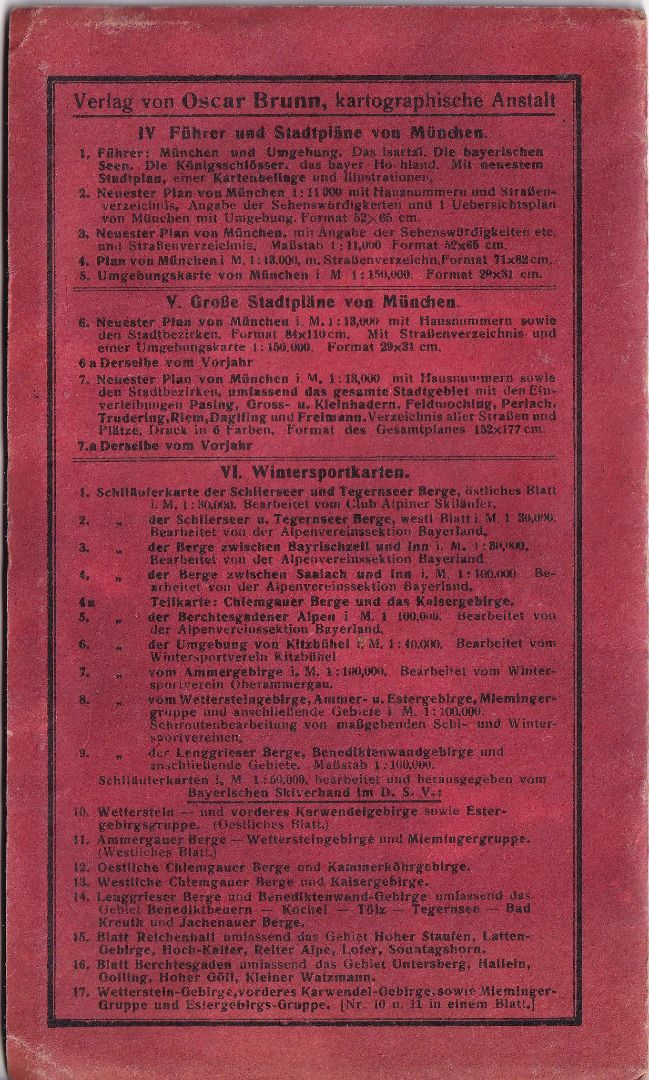 Verlag von Oscar Brunn, kartographische Anstalt
IV Führer und Stadtpläne von München.
1. Führer: München und Umgebung. Das Isartal. Die bayerischen
Seen. Die Königsschlösser. das bayer Hochland. Mit neuestem
Stadtplan, einer Kartenbeilage und Illustrationen.
2. Neuester Plan von München 1:11000 mit Hausnummern und Straßen-
verzeichnis, Angabe der Sehenswürdigkeiten und 1 Uebersichtsplan
von München mit Umgebung. Format 52×65 cm.
3. Neuester Plan von München, mit Angabe der Sehenswürdigkeiten etc.
und Straßenverzeichnis. Maßstab 1:11,000 Format 52×65 cm.
4. Plan von München i M. 1:13,000, m. Straßenverzeichn. Format 71×82 cm.
5. Umgebungskarte von München i M 1:150,000. Format 29×31 cm.
V. Große Stadtpläne von München.
6. Neuester Plan von München i. M. 1:13,000 mit Hausnummern sowie
den Stadtbezirken. Format 84×110 cm. Mit Straßenverzeichnis und
einer Umgebungskarte 1:150,000. Format 29×31 cm.
6 a Derselbe vom Vorjahr
7. Neuester Plan von München i. M. 1:13,000 mit Hausnummern sowie
den Stadtbezirken, umfassend das gesamte Stadtgebiet mit den Ein-
verleibungen Pasing, Gross- u. Kleinhadern, Feldmoching, Perlach,
Trudering, Riem, Daglfing und Freimann. Verzeichnis aller Straßen und
Plätze. Druck in 6 Farben. Format des Gesamtplanes 152×177 cm.
7.a Derselbe vom Vorjahr
VI. Wintersportkarten.
1. Schiläuferkarte der Schlierseer und Tegernseer Berge, östliches Blatt
i. M. 1:30,000. Bearbeitet vom Club Alpiner Skiläufer.
2. „ der Schlierseer u. Tegernseer Berge, westl Blatt i. M. 1 30,000.
Bearbeitet von der Alpenvereinssektion Bayerland.
3. „ der Berge zwischen Bayrischzell und Inn i. M. 1:30,000.
Bearbeitet von der Alpenvereinssektion Bayerland
4. „ der Berge zwischen Saalach und Inn i. M. 1:100.000 Be-
arbeitet von der Alpenvereinssektion Bayerland.
4a Teilkarte: Chiemgauer Berge und das Kaisergebirge.
5. „ der Berchtesgadener Alpen i M. 1 100,000. Bearbeitet von
der Alpenvereinssektion Bayerland.
6. „ der Umgebung von Kitzbühel i. M. 1:40,000. Bearbeitet vom
Wintersportverein Kitzbühel
7. „ vom Ammergebirge i. M. 1:100,000. Bearbeitet vom Winter-
sportverein Oberammergau.
8. „ vom Wettersteingebirge, Ammer- u. Estergebirge, Mieminger-
gruppe und anschließende Gebiete i. M. 1:100,000.
Schiroutenbearbeitung von maßgebenden Schi- und Winter-
sportvereinen.
9. „ der Lenggrieser Berge, Benediktenwandgebirge und
anschließende Gebiete. Maßstab 1:100,000.
Schiläuferkarten i. M. 1:50,000, bearbeitet und herausgegeben vom
Bayerischen Skiverband im D. S. V.:
10. Wetterstein — und vorderes Karwendelgebirge sowie Ester-
gebirgsgruppe. (Oestliches Blatt.)
11. Ammergauer Berge — Wettersteingebirge und Miemingergruppe.
(Westliches Blatt.)
12. Oestliche Chiemgauer Berge und Kammerköhrgebirge.
13. Westliche Chiemgauer Berge und Kaisergebirge.
14. Lenggrieser Berge und Benediktenwand-Gebirge umfassend das
Gebiet Benediktbeuern — Kochel — Tölz — Tegernsee — Bad
Kreuth und Jachenauer Berge.
15. Blatt Reichenhall umfassend das Gebiet Hoher Staufen, Latten-
Gebirge, Hoch-Kalter, Reiter Alpe, Lofer, Sonntagshorn.
16. Blatt Berchtesgaden umfassend das Gebiet Untersberg, Hallein,
Golling, Hoher Göll, Kleiner Watzmann.
17. Wetterstein-Gebirge, vorderes Karwendel-Gebirge, sowie Mieminger-
Gruppe und Estergebirgs-Gruppe. [Nr. 10 u. 11 in einem Blatt.]